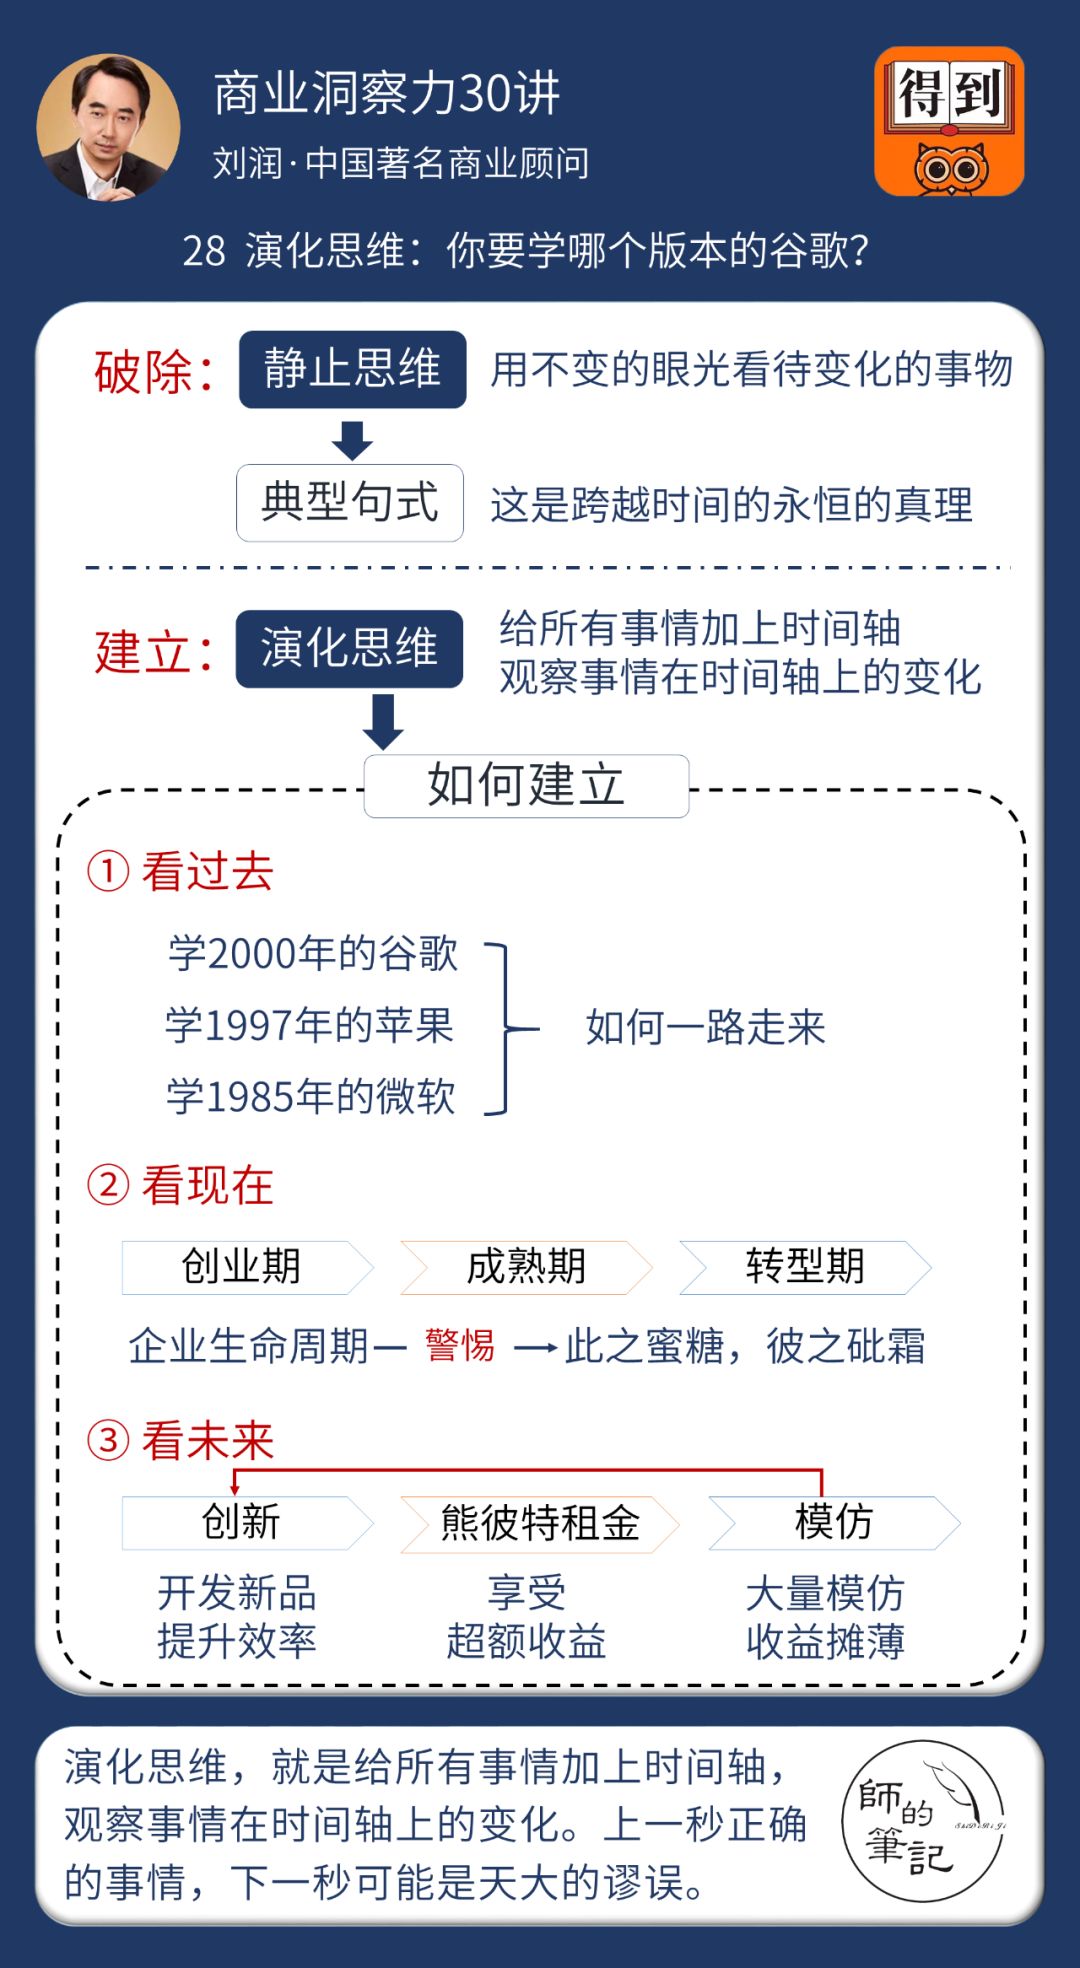 商业洞察力30讲
刘润·中国著名商业顾问
得到
28 演化思维：你要学哪个版本的谷歌？
破除：
静止思维
用不变的眼光看待变化的事物
典型句式
这是跨越时间的永恒的真理
建立：
演化思维
给所有事情加上时间轴
观察事情在时间轴上的变化
如何建立
① 看过去
学2000年的谷歌
学1997年的苹果
学1985年的微软
如何一路走来
② 看现在
创业期
成熟期
转型期
企业生命周期
警惕
此之蜜糖，彼之砒霜
③ 看未来
创新
熊彼特租金
模仿
开发新品
提升效率
享受
超额收益
大量模仿
收益摊薄
演化思维，就是给所有事情加上时间轴，
观察事情在时间轴上的变化。上一秒正确
的事情，下一秒可能是天大的谬误。
師的
筆記
ShiDeBiJi